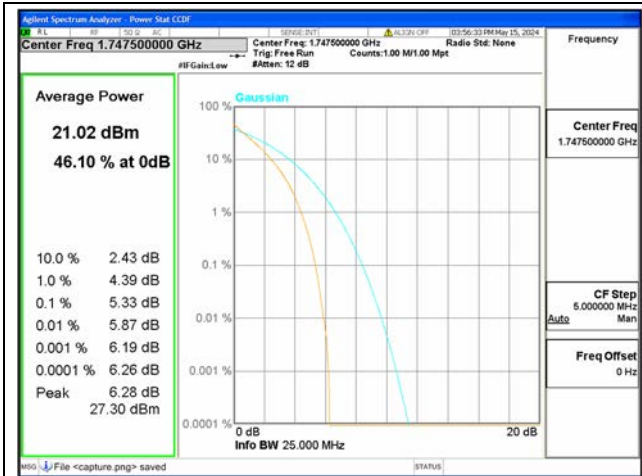 Agilent Spectrum Analyzer - Power Stat CCDF
RL RF 50 Ω AC SENSE:INT ALIGN OFF 03:56:33 PM May 15, 2024
Center Freq 1.747500000 GHz
Center Freq: 1.747500000 GHz
Radio Std: None
Trig: Free Run
Counts:1.00 M/1.00 Mpt
#IFGain:Low
#Atten: 12 dB
Frequency
Average Power
21.02 dBm
46.10 % at 0dB
10.0 % 2.43 dB
1.0 % 4.39 dB
0.1 % 5.33 dB
0.01 % 5.87 dB
0.001 % 6.19 dB
0.0001 % 6.26 dB
Peak 6.28 dB
27.30 dBm
Gaussian
100 %
10 %
1 %
0.1 %
0.01 %
0.001 %
0.0001 %
0 dB
20 dB
Info BW 25.000 MHz
Center Freq
1.747500000 GHz
CF Step
5.000000 MHz
Auto Man
Freq Offset
0 Hz
MSG File <capture.png> saved
STATUS